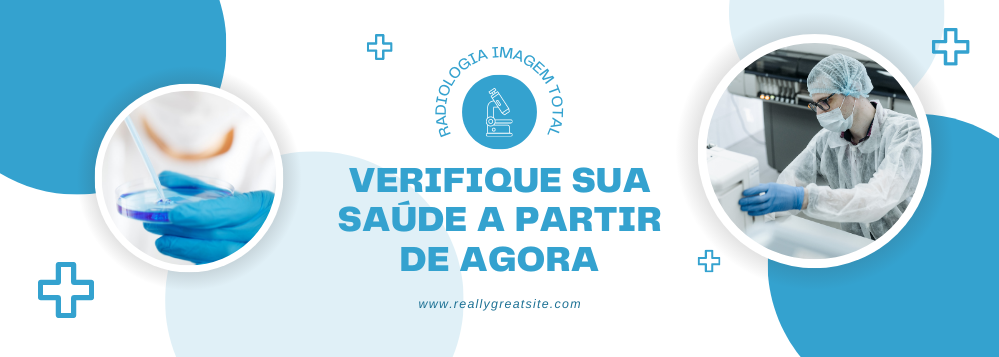 RADIOLOGIA IMAGEM TOTAL
VERIFIQUE SUA
SAÚDE A PARTIR
DE AGORA
www.reallygreatsite.com